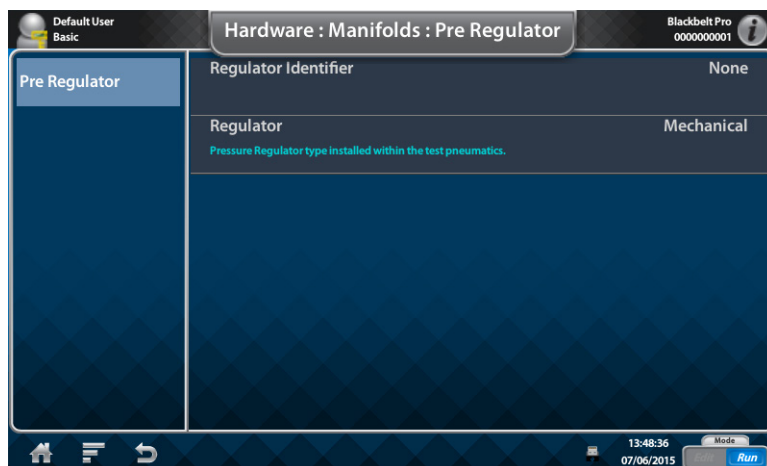 Default User
Basic
Hardware : Manifolds : Pre Regulator
Blackbelt Pro
0000000001
i
Pre Regulator
Regulator Identifier
None
Regulator
Mechanical
Pressure Regulator type installed within the test pneumatics.
13:48:36
07/06/2015
Mode
Edit
Run